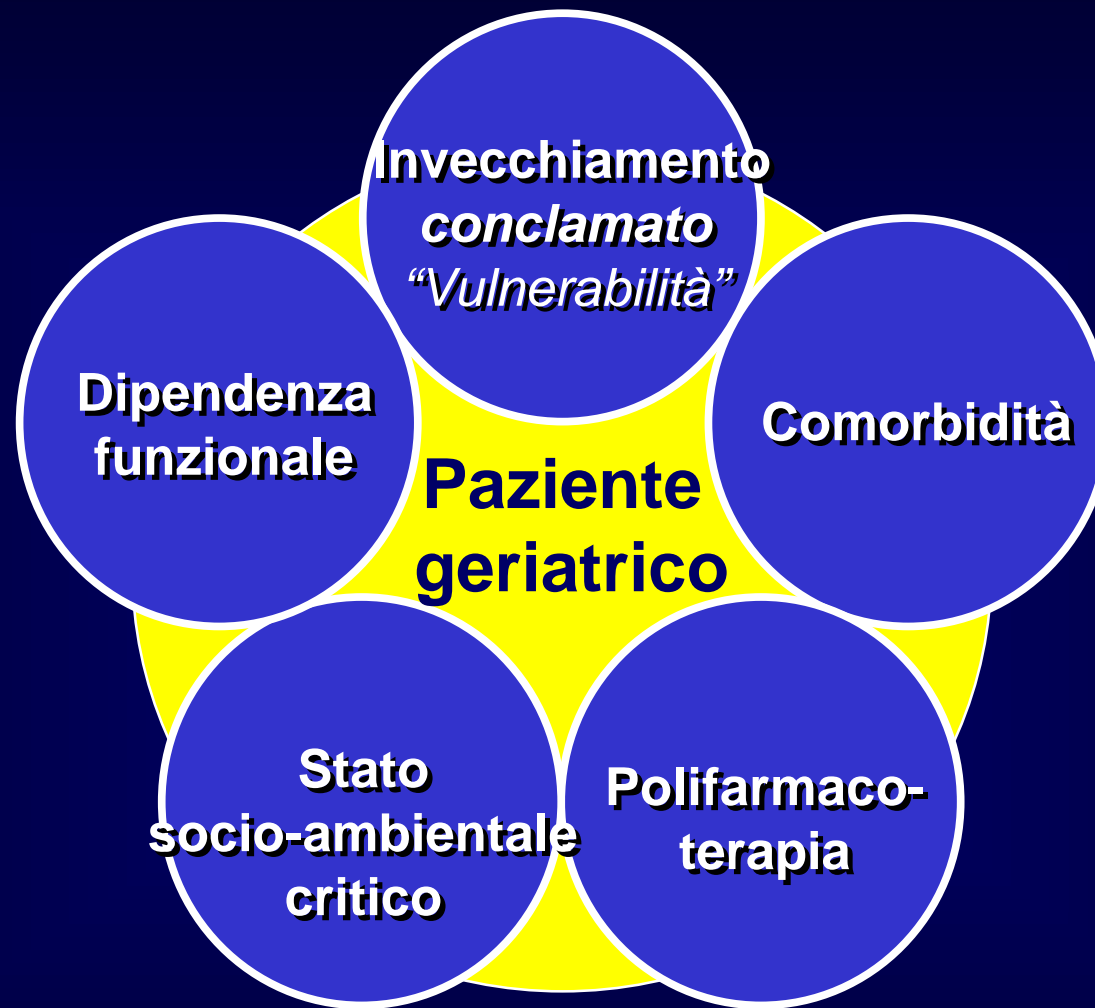 Invecchiamento
conclamato
“Vulnerabilità”
Dipendenza
funzionale
Comorbidità
Paziente
geriatrico
Stato
socio-ambientale
critico
Polifarmaco-
terapia